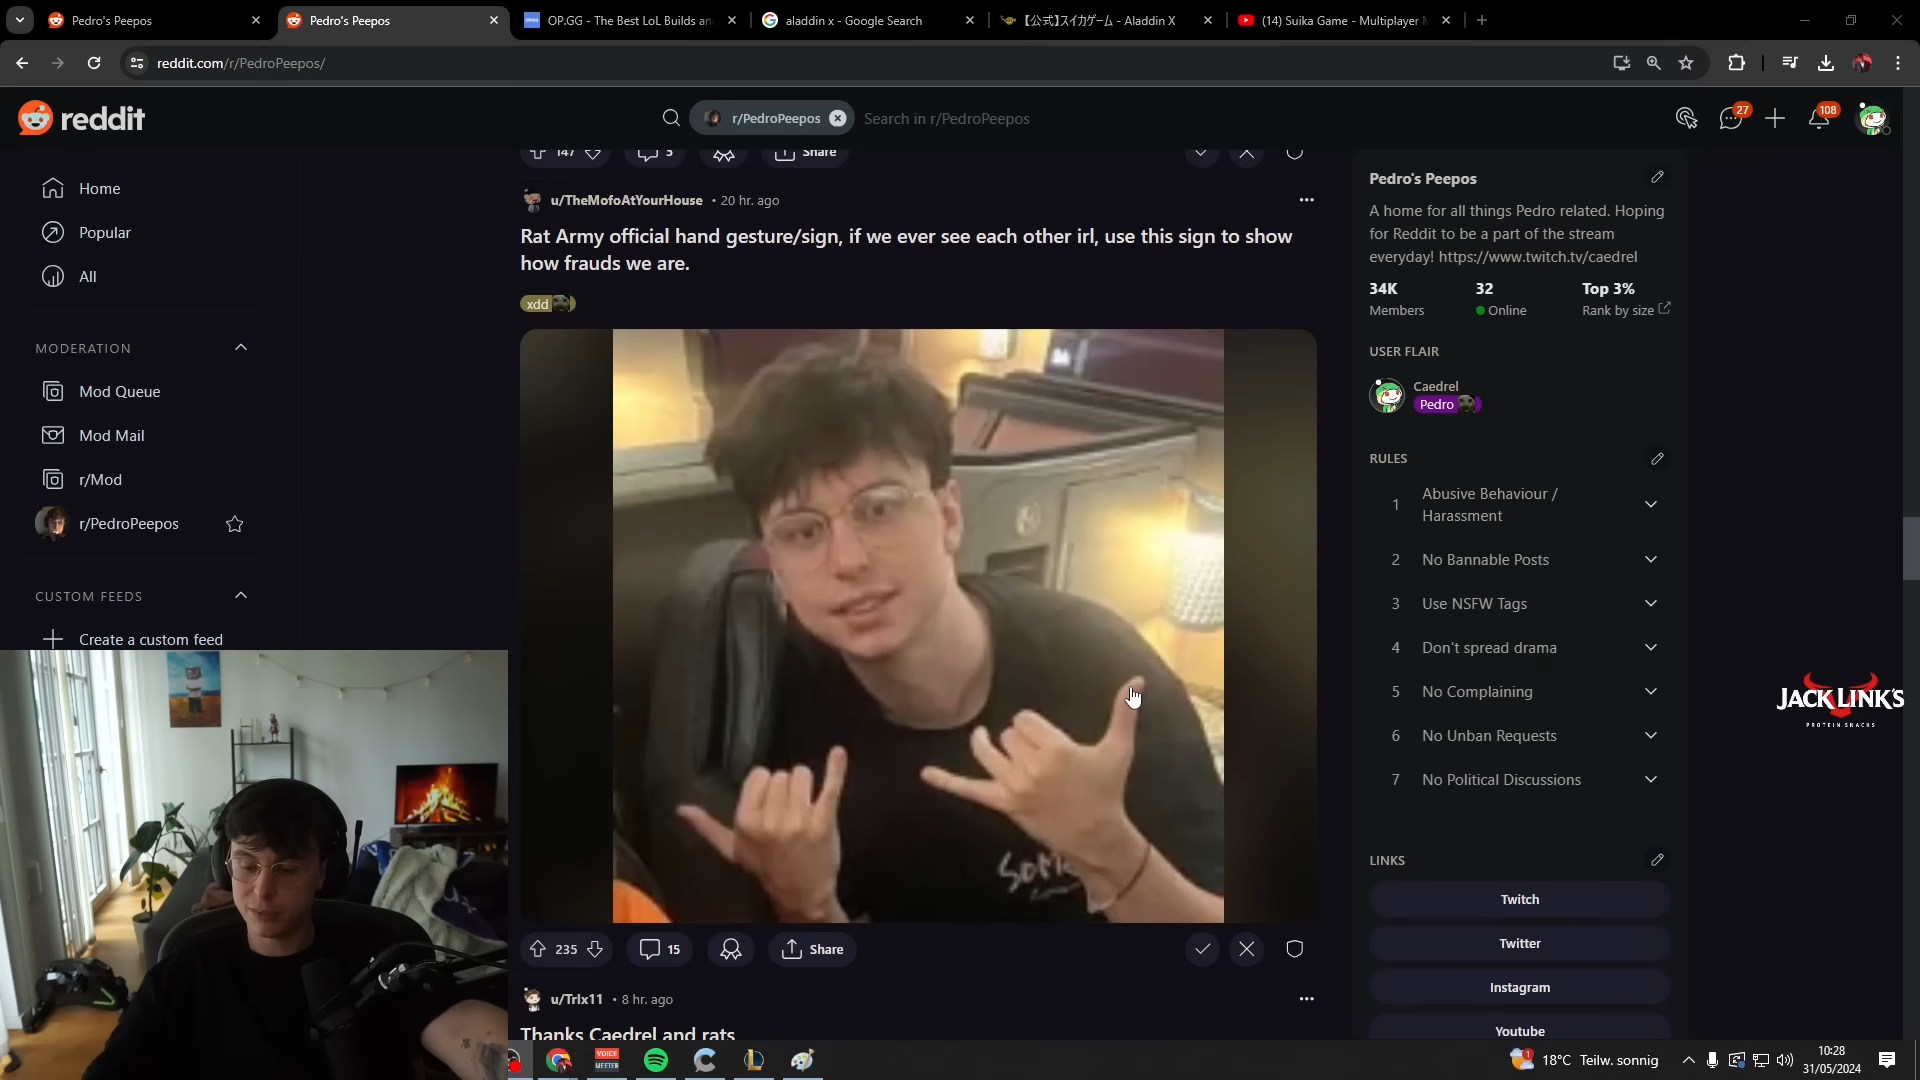 Pedro's Peepos
Pedro's Peepos
OP.GG - The Best LoL Builds an
aladdin x - Google Search
【公式】スイカゲーム - Aladdin X
(14) Suika Game - Multiplayer M
reddit.com/r/PedroPeepos/
reddit
r/PedroPeepos
Search in r/PedroPeepos
27
108
Home
Popular
All
MODERATION
Mod Queue
Mod Mail
r/Mod
r/PedroPeepos
CUSTOM FEEDS
Create a custom feed
147
5
Share
u/TheMofoAtYourHouse • 20 hr. ago
Rat Army official hand gesture/sign, if we ever see each other irl, use this sign to show
how frauds we are.
xdd
235
15
Share
u/Trlx11 • 8 hr. ago
Thanks Caedrel and rats
Pedro's Peepos
A home for all things Pedro related. Hoping
for Reddit to be a part of the stream
everyday! https://www.twitch.tv/caedrel
34K
32
Top 3%
Members
Online
Rank by size
USER FLAIR
Caedrel
Pedro
RULES
1 Abusive Behaviour /
Harassment
2 No Bannable Posts
3 Use NSFW Tags
4 Don't spread drama
5 No Complaining
6 No Unban Requests
7 No Political Discussions
LINKS
Twitch
Twitter
Instagram
Youtube
JACK LINK'S
PROTEIN SNACKS
VOICE
MEETER
1
18°C Teilw. sonnig
10:28
31/05/2024